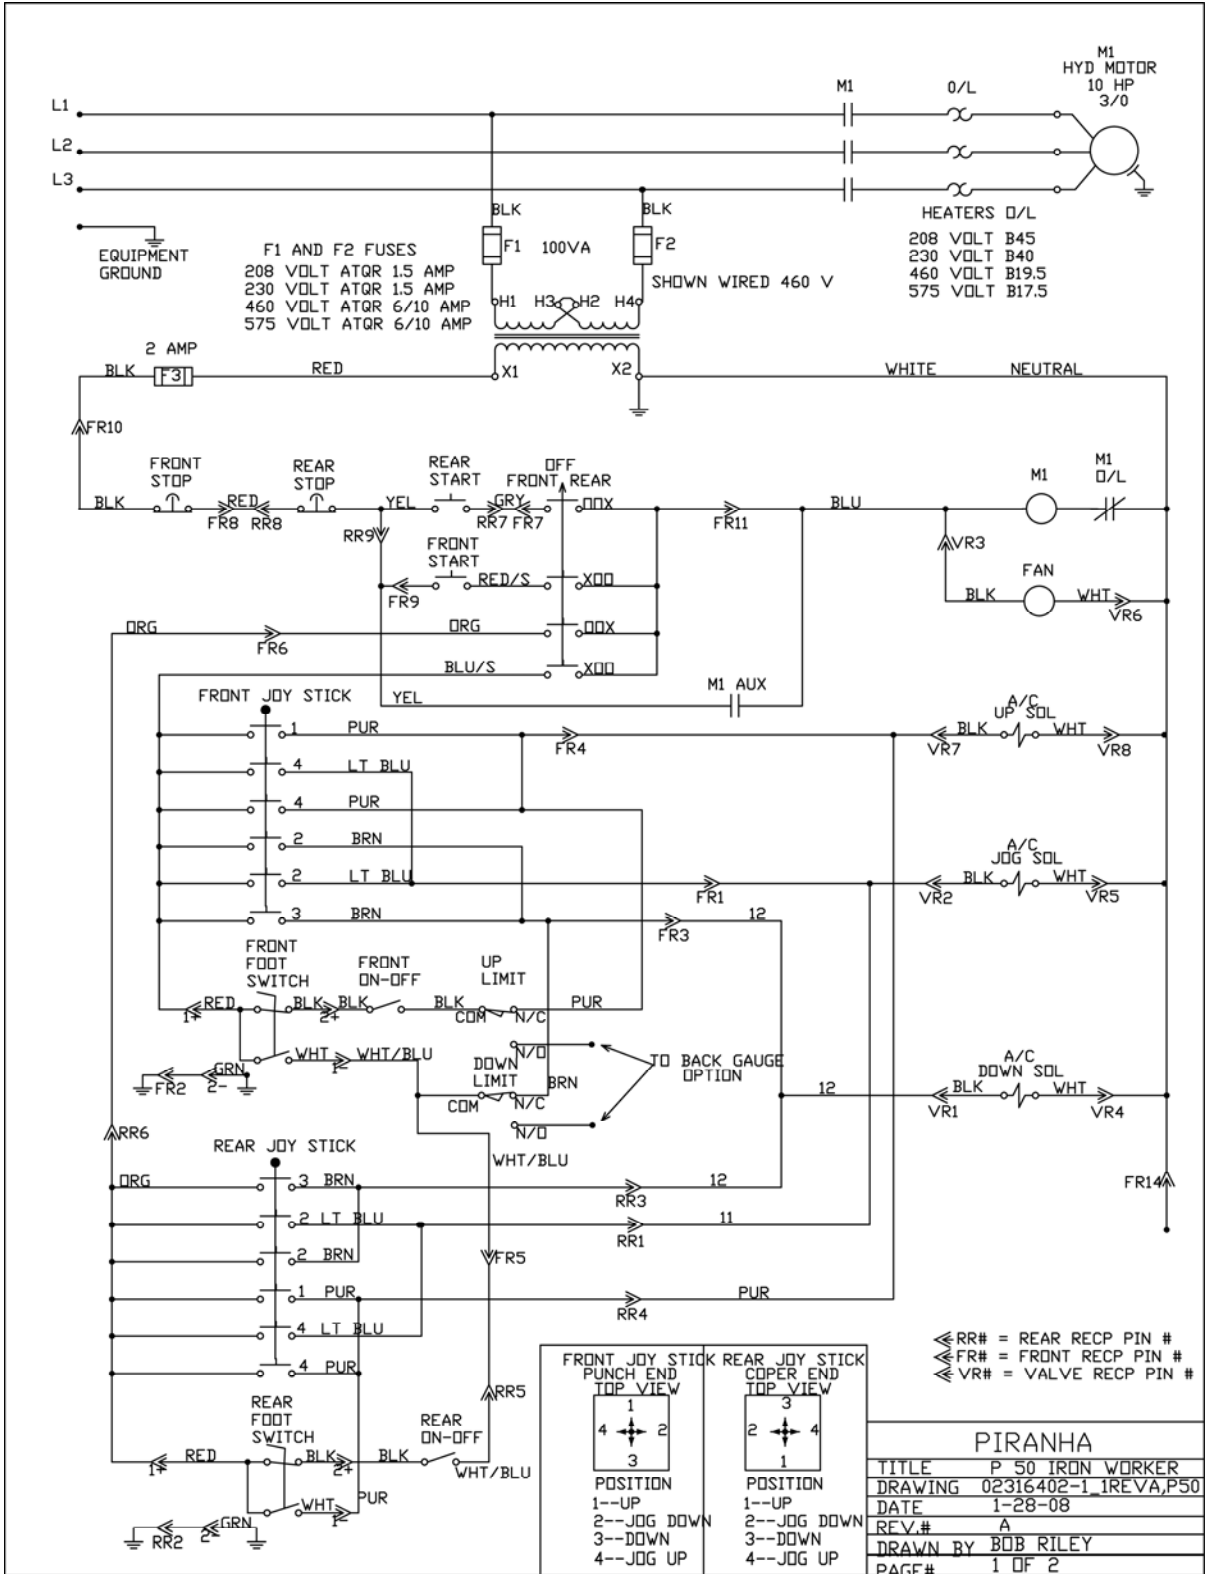 M1
HYD MOTOR
10 HP
3/0
M1
O/L
L1
L2
L3
BLK
BLK
HEATERS O/L
208 VOLT B45
230 VOLT B40
460 VOLT B19.5
575 VOLT B17.5
EQUIPMENT
GROUND
F1 AND F2 FUSES
208 VOLT ATQR 1.5 AMP
230 VOLT ATQR 1.5 AMP
460 VOLT ATQR 6/10 AMP
575 VOLT ATQR 6/10 AMP
F1
100VA
F2
SHOWN WIRED 460 V
H1
H3
H2
H4
2 AMP
BLK
F3
RED
X1
X2
WHITE
NEUTRAL
FR10
FRONT
STOP
REAR
STOP
REAR
START
OFF
FRONT REAR
M1
M1
O/L
BLK
RED
YEL
GRY
OOX
BLU
FR8
RR8
RR7
FR7
FR11
RR9
VR3
FRONT
START
RED/S
XOO
FR9
FAN
BLK
WHT
VR6
ORG
FR6
ORG
OOX
BLU/S
XOO
YEL
M1 AUX
FRONT JOY STICK
1
PUR
FR4
A/C
UP SOL
BLK
WHT
VR7
VR8
4
LT BLU
4
PUR
2
BRN
2
LT BLU
FR1
A/C
JOG SOL
BLK
WHT
VR2
VR5
3
BRN
FR3
12
FRONT
FOOT
SWITCH
FRONT
ON-OFF
UP
LIMIT
RED
BLK
BLK
BLK
PUR
1+
2+
COM
N/C
WHT
WHT/BLU
1-
N/O
DOWN
LIMIT
TO BACK GAUGE
OPTION
GRN
FR2
2-
BRN
COM
N/C
N/O
12
A/C
DOWN SOL
BLK
WHT
VR1
VR4
RR6
WHT/BLU
REAR JOY STICK
ORG
3
BRN
RR3
12
FR14
2
LT BLU
RR1
11
2
BRN
FR5
1
PUR
RR4
PUR
4
LT BLU
4
PUR
RR5
RR# = REAR RECP PIN #
FR# = FRONT RECP PIN #
VR# = VALVE RECP PIN #
REAR
FOOT
SWITCH
REAR
ON-OFF
RED
BLK
BLK
1+
2+
WHT/BLU
PUR
WHT
1-
GRN
RR2
2-
FRONT JOY STICK
PUNCH END
TOP VIEW
1
4
2
3
POSITION
1--UP
2--JOG DOWN
3--DOWN
4--JOG UP
REAR JOY STICK
COPER END
TOP VIEW
3
2
4
1
POSITION
1--UP
2--JOG DOWN
3--DOWN
4--JOG UP
PIRANHA
TITLE P 50 IRON WORKER
DRAWING 02316402-1_1REVA,P50
DATE 1-28-08
REV.# A
DRAWN BY BOB RILEY
PAGE# 1 OF 2